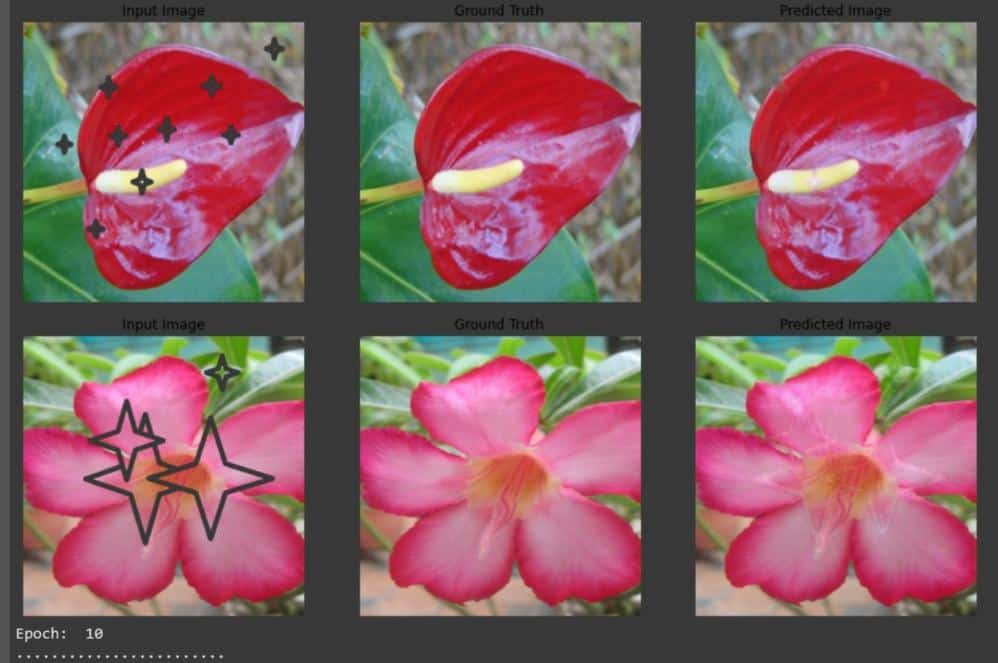 Input Image
Ground Truth
Predicted Image
Input Image
Ground Truth
Predicted Image
Epoch:  10
........................